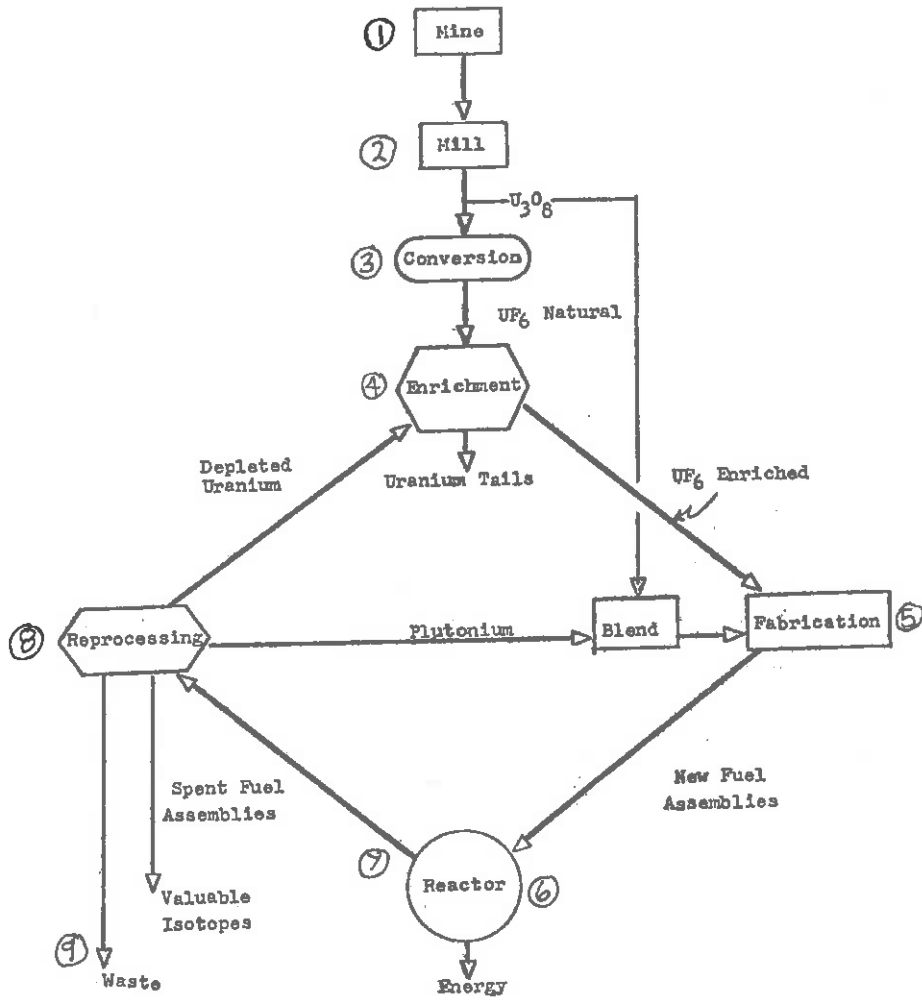 ① Mine
② Mill
U₃O₈
③ Conversion
UF₆ Natural
④ Enrichment
Depleted
Uranium
Uranium Tails
UF₆ Enriched
⑧ Reprocessing
Plutonium
Blend
Fabrication ⑤
Spent Fuel
Assemblies
New Fuel
Assemblies
⑦
Reactor ⑥
Valuable
Isotopes
⑨
Waste
Energy